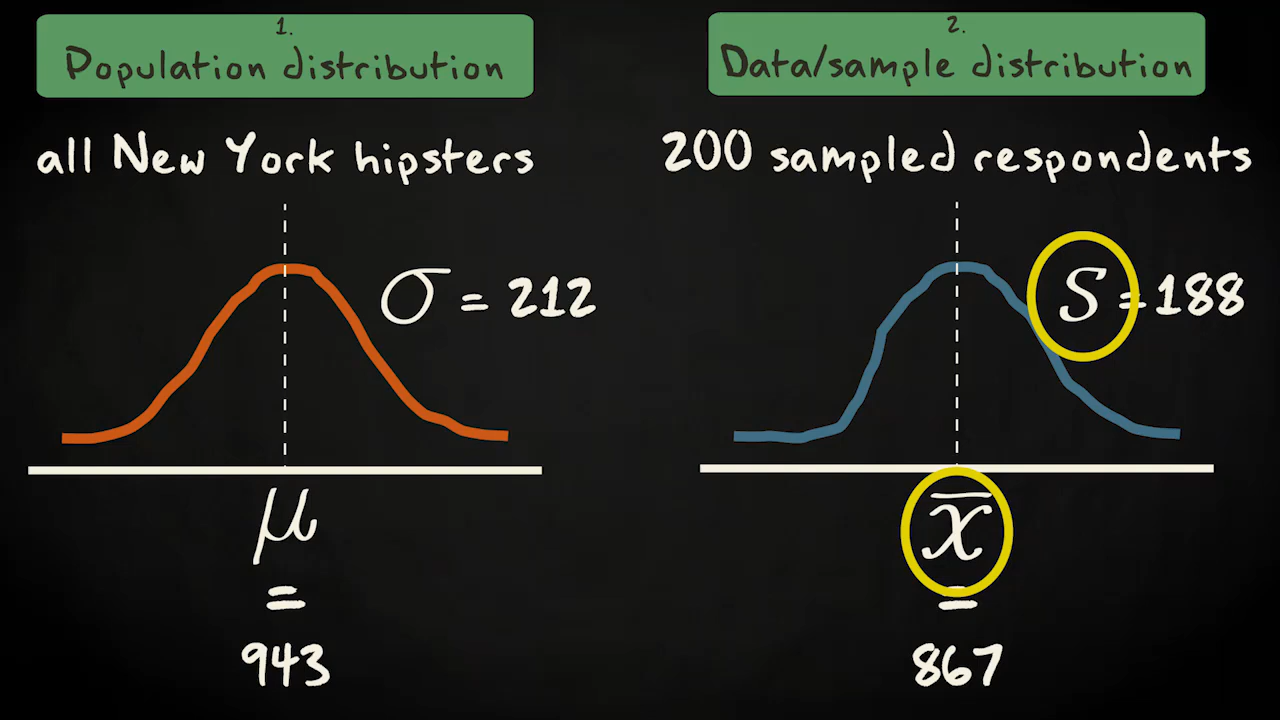 1.
Population distribution
all New York hipsters
σ = 212
μ
=
943
2.
Data/sample distribution
200 sampled respondents
S = 188
x̄
=
867